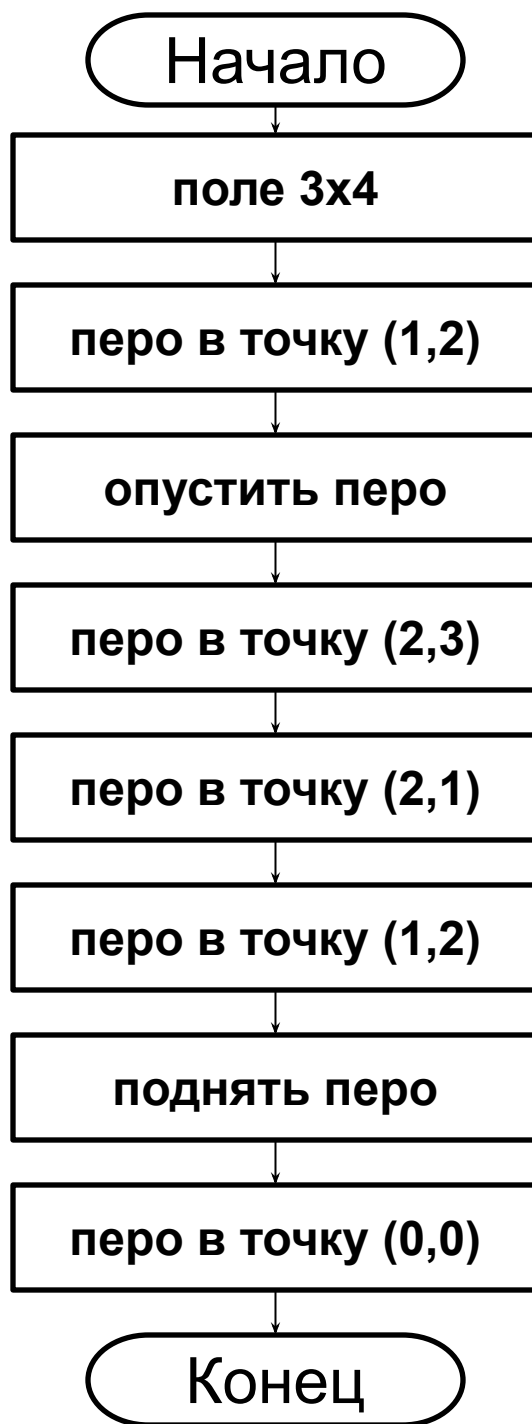 Начало
поле 3x4
перо в точку (1,2)
опустить перо
перо в точку (2,3)
перо в точку (2,1)
перо в точку (1,2)
поднять перо
перо в точку (0,0)
Конец